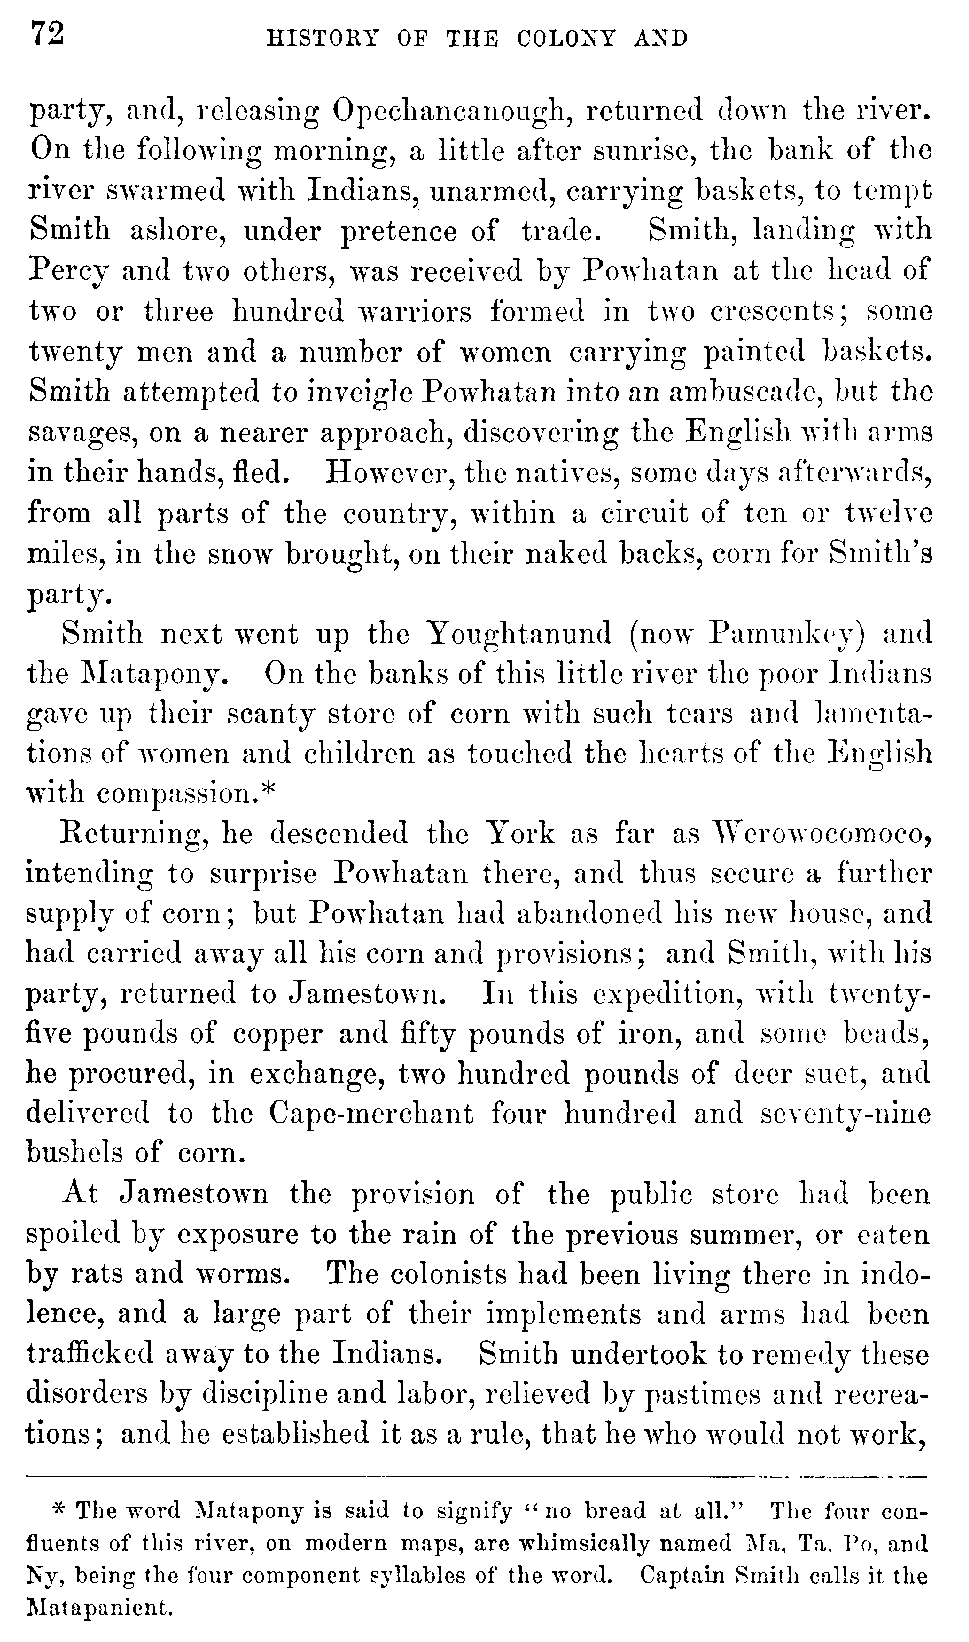 72 HISTORY OF THE COLONY AND
party, and, releasing Opechancanough, returned down the river.
On the following morning, a little after sunrise, the bank of the
river swarmed with Indians, unarmed, carrying baskets, to tempt
Smith ashore, under pretence of trade. Smith, landing with
Percy and two others, was received by Powhatan at the head of
two or three hundred warriors formed in two crescents; some
twenty men and a number of women carrying painted baskets.
Smith attempted to inveigle Powhatan into an ambuscade, but the
savages, on a nearer approach, discovering the English with arms
in their hands, fled. However, the natives, some days afterwards,
from all parts of the country, within a circuit of ten or twelve
miles, in the snow brought, on their naked backs, corn for Smith's
party.
Smith next went up the Youghtanund (now Pamunkey) and
the Matapony. On the banks of this little river the poor Indians
gave up their scanty store of corn with such tears and lamenta-
tions of women and children as touched the hearts of the English
with compassion.*
Returning, he descended the York as far as Werowocomoco,
intending to surprise Powhatan there, and thus secure a further
supply of corn; but Powhatan had abandoned his new house, and
had carried away all his corn and provisions; and Smith, with his
party, returned to Jamestown. In this expedition, with twenty-
five pounds of copper and fifty pounds of iron, and some beads,
he procured, in exchange, two hundred pounds of deer suet, and
delivered to the Cape-merchant four hundred and seventy-nine
bushels of corn.
At Jamestown the provision of the public store had been
spoiled by exposure to the rain of the previous summer, or eaten
by rats and worms. The colonists had been living there in indo-
lence, and a large part of their implements and arms had been
trafficked away to the Indians. Smith undertook to remedy these
disorders by discipline and labor, relieved by pastimes and recrea-
tions; and he established it as a rule, that he who would not work,
* The word Matapony is said to signify "no bread at all." The four con-
fluents of this river, on modern maps, are whimsically named Ma, Ta, Po, and
Ny, being the four component syllables of the word. Captain Smith calls it the
Matapanient.